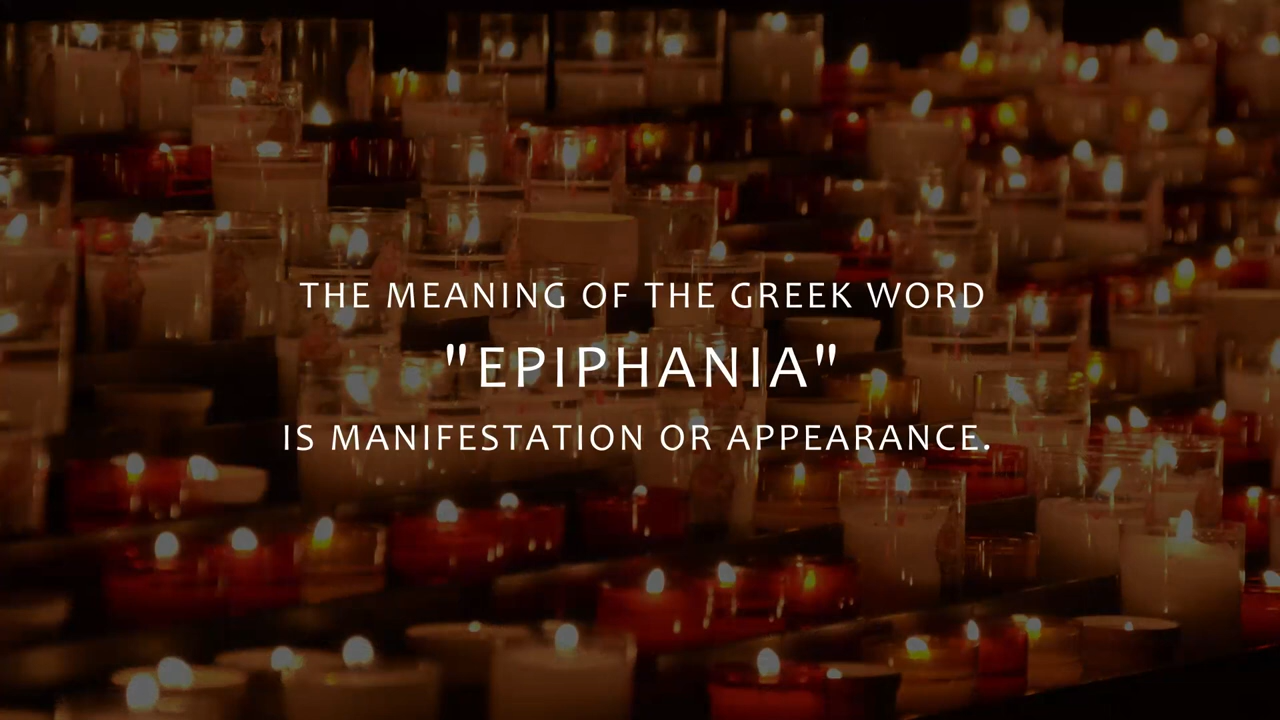 THE MEANING OF THE GREEK WORD
"EPIPHANIA"
IS MANIFESTATION OR APPEARANCE.